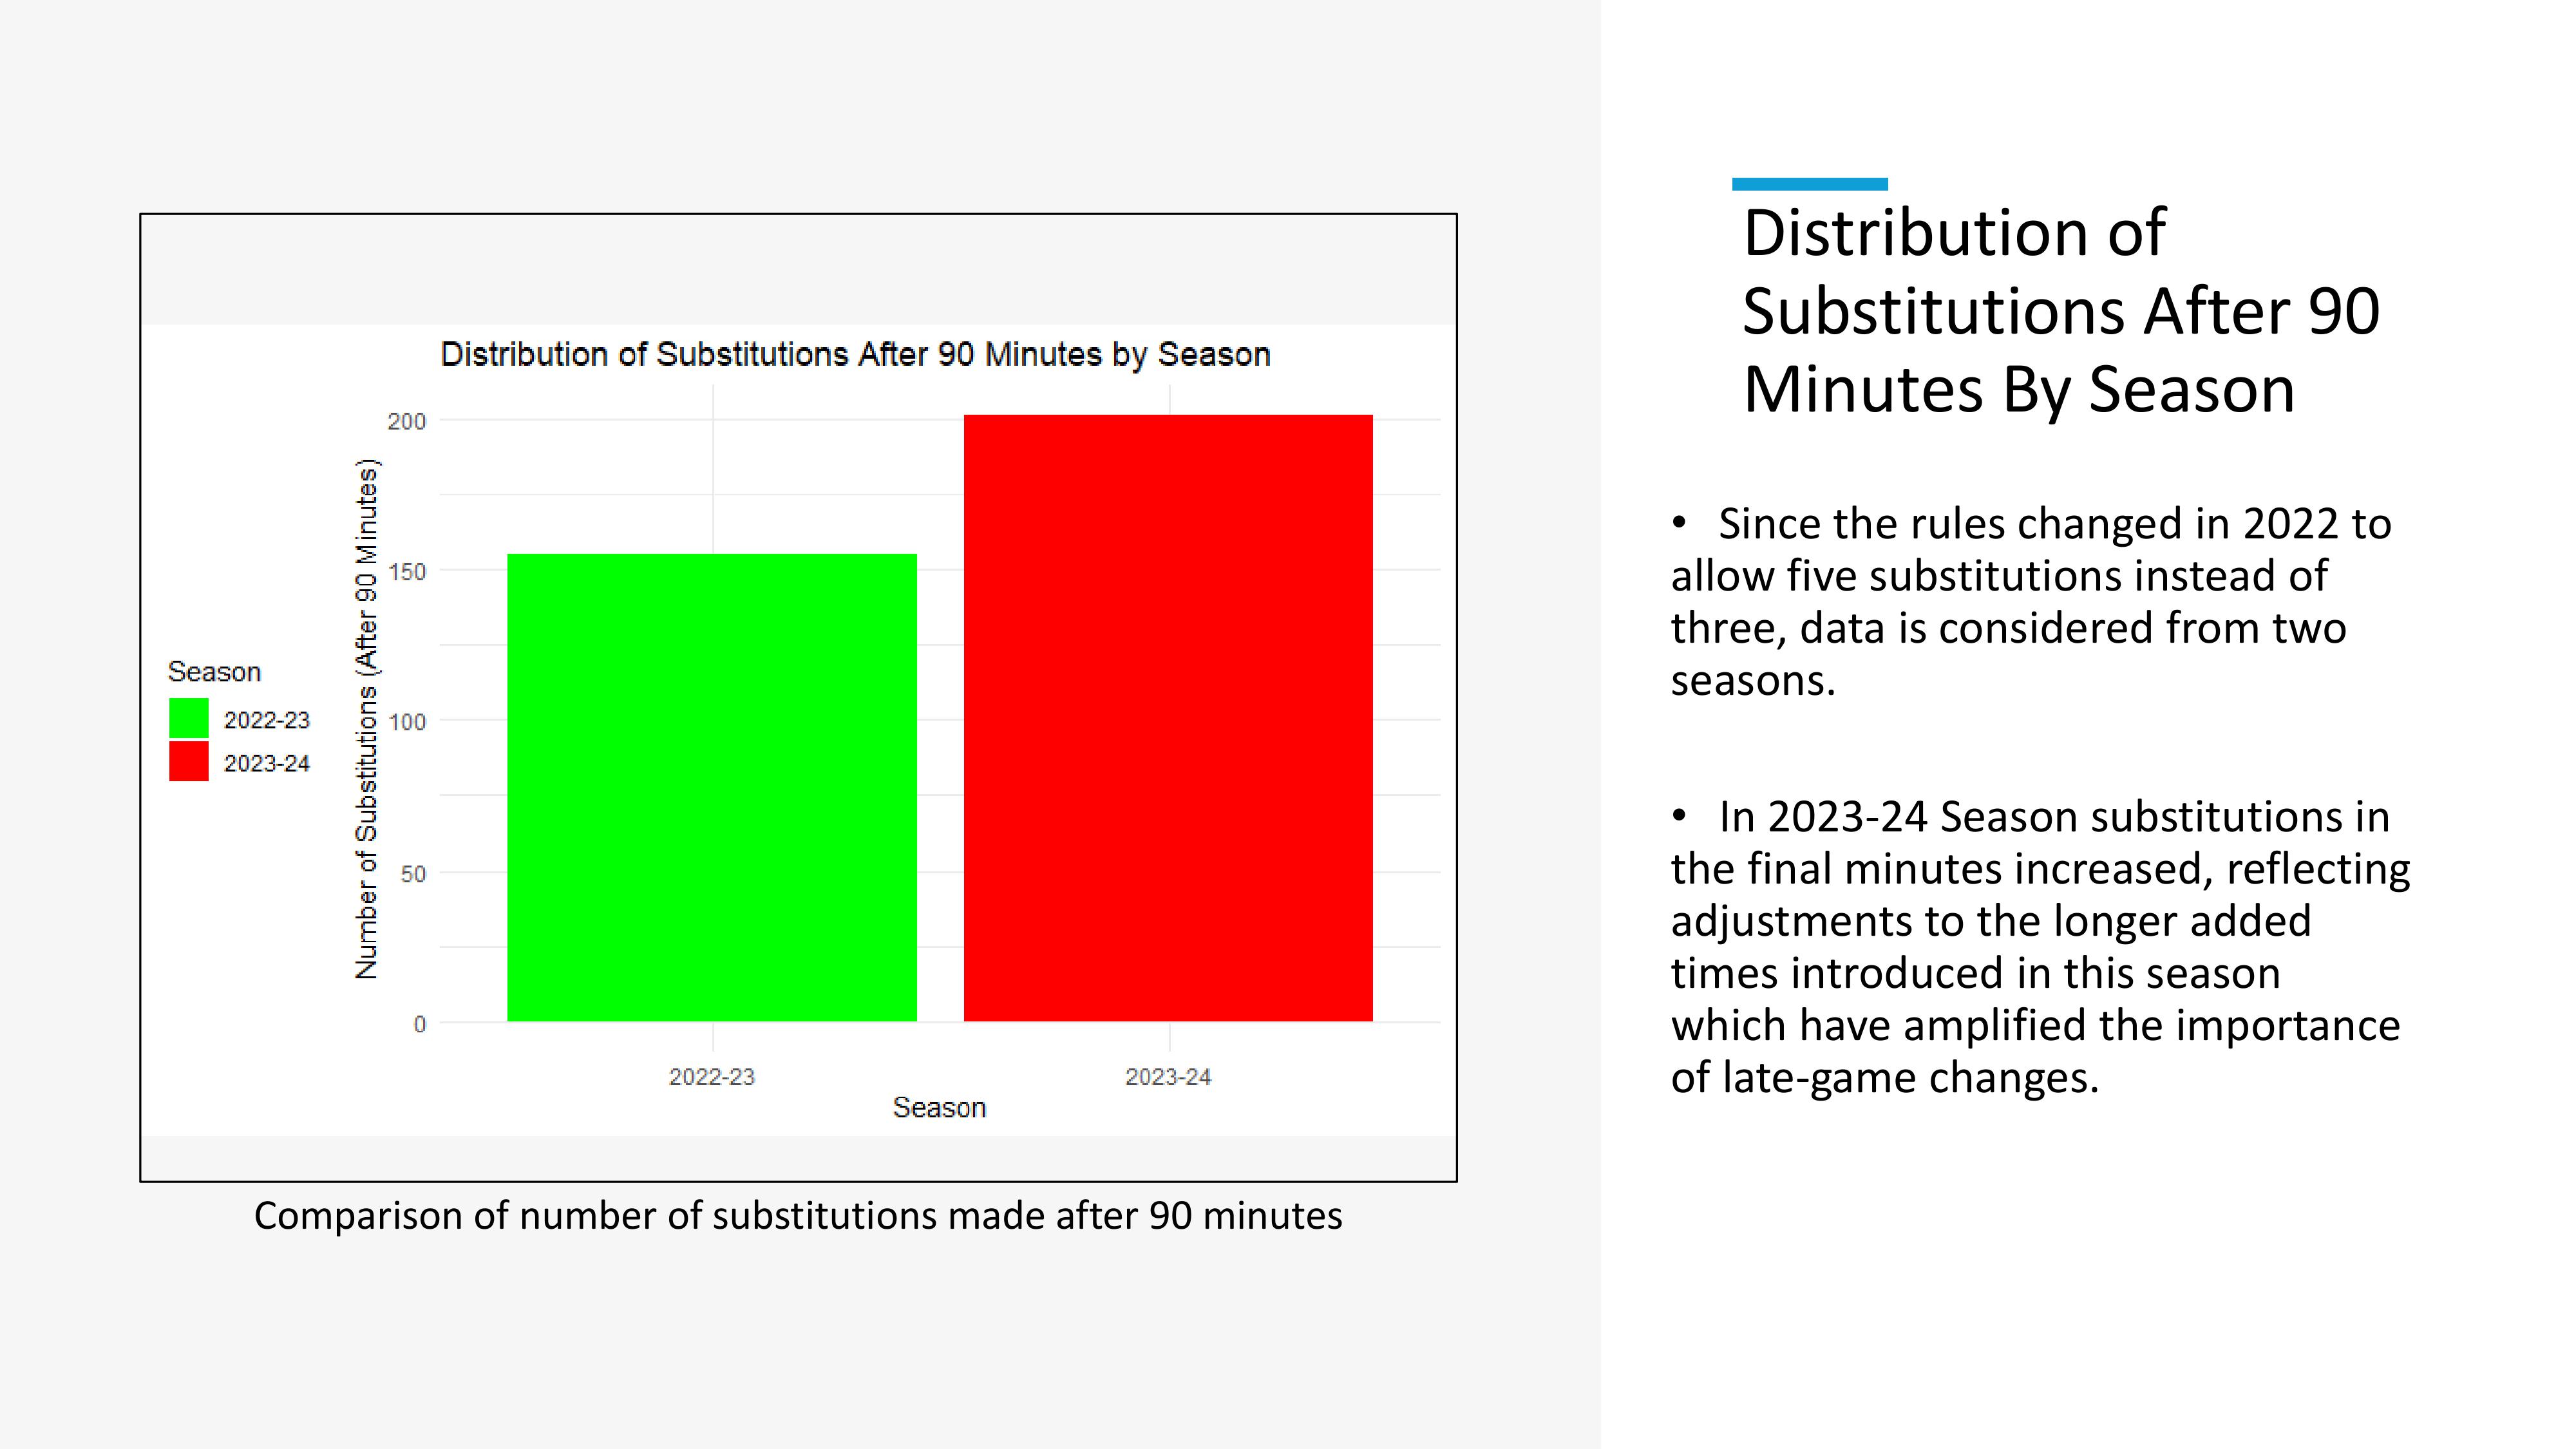 Distribution of Substitutions After 90 Minutes by Season
200
150
100
50
0
Number of Substitutions (After 90 Minutes)
Season
2022-23
2023-24
2022-23
2023-24
Season
Comparison of number of substitutions made after 90 minutes
Distribution of
Substitutions After 90
Minutes By Season
• Since the rules changed in 2022 to
allow five substitutions instead of
three, data is considered from two
seasons.
• In 2023-24 Season substitutions in
the final minutes increased, reflecting
adjustments to the longer added
times introduced in this season
which have amplified the importance
of late-game changes.